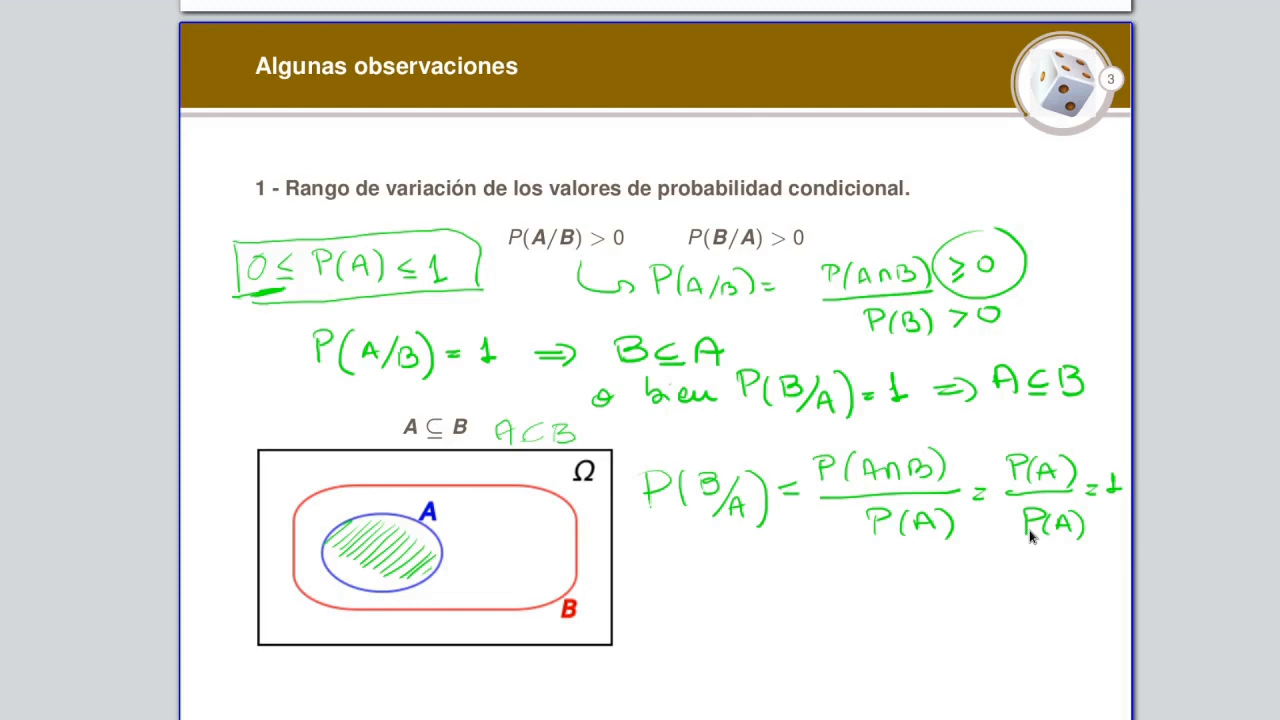 Algunas observaciones
3
1 - Rango de variación de los valores de probabilidad condicional.
P(A/B) > 0 P(B/A) > 0
0 ≤ P(A) ≤ 1
P(A/B) = P(A∩B) ≥ 0
P(B) > 0
P(A/B) = 1 ⇒ B ⊆ A
o bien P(B/A) = 1 ⇒ A ⊆ B
A ⊆ B A⊂B
Ω
A
B
P(B/A) = P(A∩B) / P(A) = P(A) / P(A) = 1